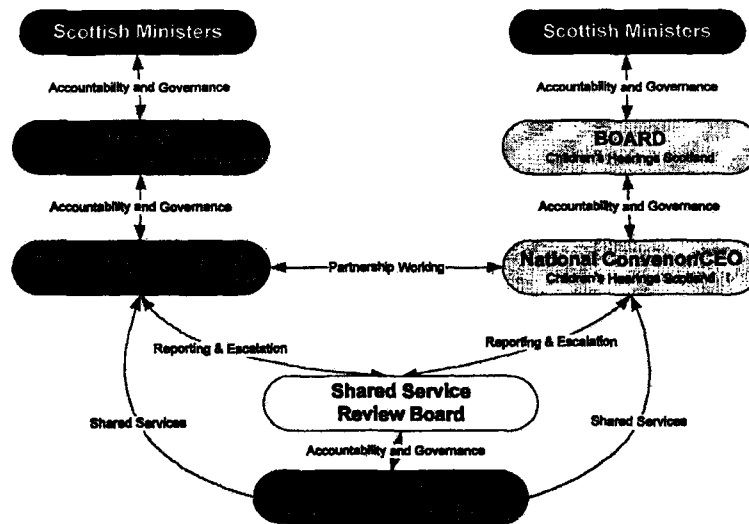 Scottish Ministers
Scottish Ministers
Accountability and Governance
Accountability and Governance
BOARD
Children's Hearings Scotland
Accountability and Governance
Accountability and Governance
National Convenor/CEO
Children's Hearings Scotland
Partnership Working
Reporting & Escalation
Reporting & Escalation
Shared Service
Review Board
Shared Services
Shared Services
Accountability and Governance